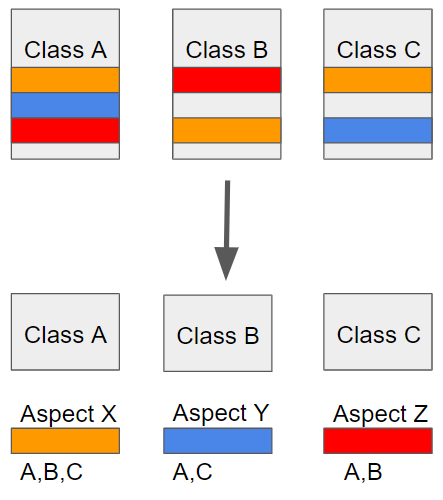 Class A
Class B
Class C
Class A
Class B
Class C
Aspect X
Aspect Y
Aspect Z
A,B,C
A,C
A,B